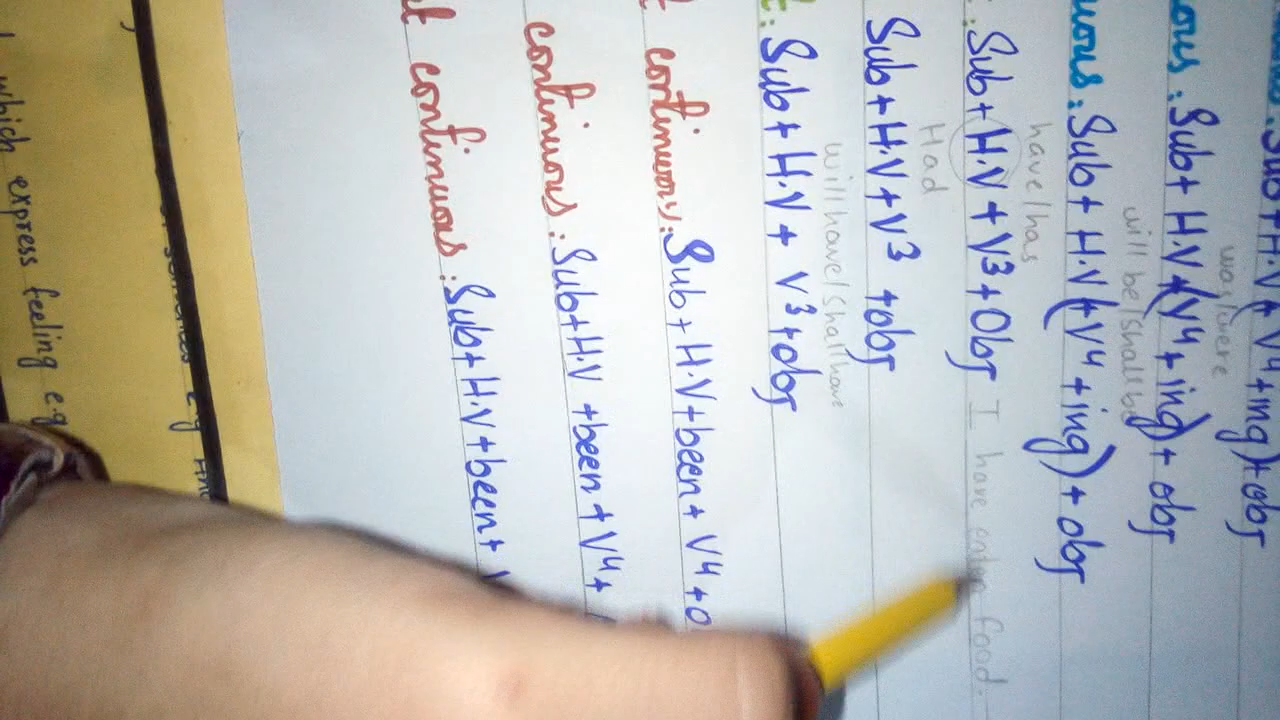 Sub + H.V + V4 + ing) + obj
was/were
ous : Sub + H.V + (V4 + ing) + obj
will be/shall be
uous : Sub + H.V (+ V4 + ing) + obj
have/has
: Sub + H.V + V3 + Obj I have eaten food.
Had
Sub + H.V + V3 + obj
will have/shall have
: Sub + H.V + V3 + obj
t continuous : Sub + H.V + been + V4 + o
continuous : Sub + H.V + been + V4 +
t continuous : Sub + H.V + been +
which express feeling e.g